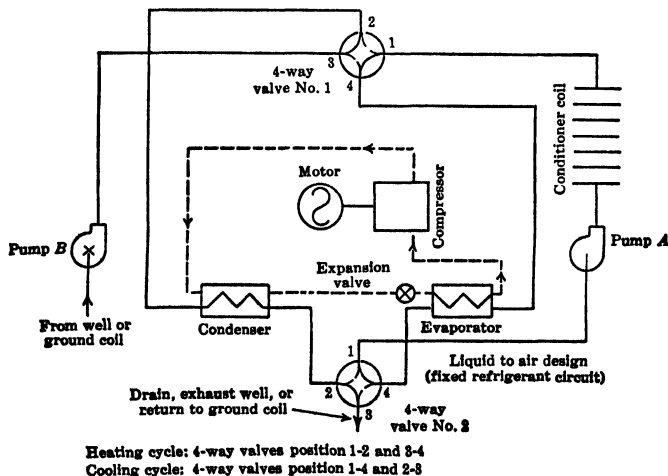 2
1
3
4
4-way
valve No. 1
Conditioner coil
Motor
Compressor
Pump B
Pump A
Expansion
valve
From well or
ground coil
Condenser
Evaporator
1
Liquid to air design
(fixed refrigerant circuit)
2
4
Drain, exhaust well, or
return to ground coil
3
4-way
valve No. 2
Heating cycle: 4-way valves position 1-2 and 3-4
Cooling cycle: 4-way valves position 1-4 and 2-3